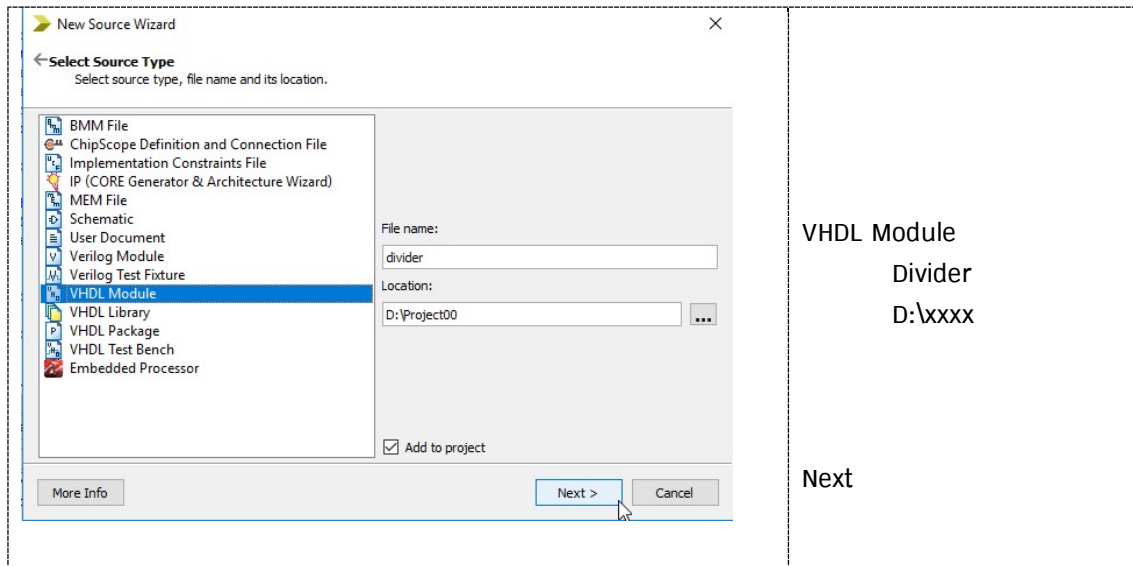 New Source Wizard
Select Source Type
Select source type, file name and its location.
BMM File
ChipScope Definition and Connection File
Implementation Constraints File
IP (CORE Generator & Architecture Wizard)
MEM File
Schematic
User Document
Verilog Module
Verilog Test Fixture
VHDL Module
VHDL Library
VHDL Package
VHDL Test Bench
Embedded Processor
File name:
divider
Location:
D:\Project00
...
Add to project
More Info
Next >
Cancel
VHDL Module
Divider
D:\xxxx
Next